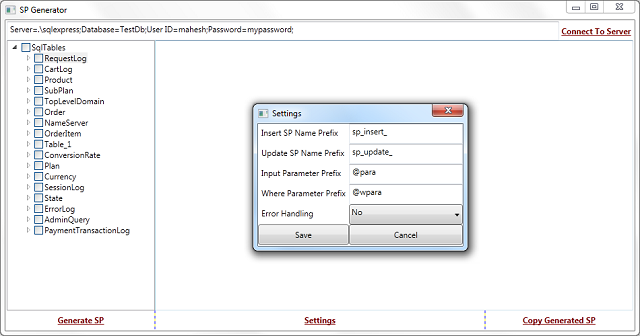 SP Generator
Server=.\sqlexpress;Database=TestDb;User ID=mahesh;Password=mypassword;
Connect To Server
SqlTables
RequestLog
CartLog
Product
SubPlan
TopLevelDomain
Order
NameServer
OrderItem
Table_1
ConversionRate
Plan
Currency
SessionLog
State
ErrorLog
AdminQuery
PaymentTransactionLog
Settings
Insert SP Name Prefix sp_insert_
Update SP Name Prefix sp_update_
Input Parameter Prefix @para
Where Parameter Prefix @wpara
Error Handling No
Save Cancel
Generate SP Settings Copy Generated SP